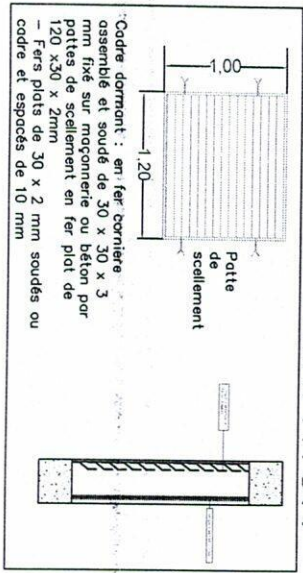 1,00
1,20
Patte
de
scellement
Cadre dormant : en fer cornière
assemblé et soudé de 30 x 30 x 3
mm fixé sur maçonnerie ou béton par
pattes de scellement en fer plat de
120 x30 x 2mm
– Fers plats de 30 x 2 mm soudés au
cadre et espacés de 10 mm